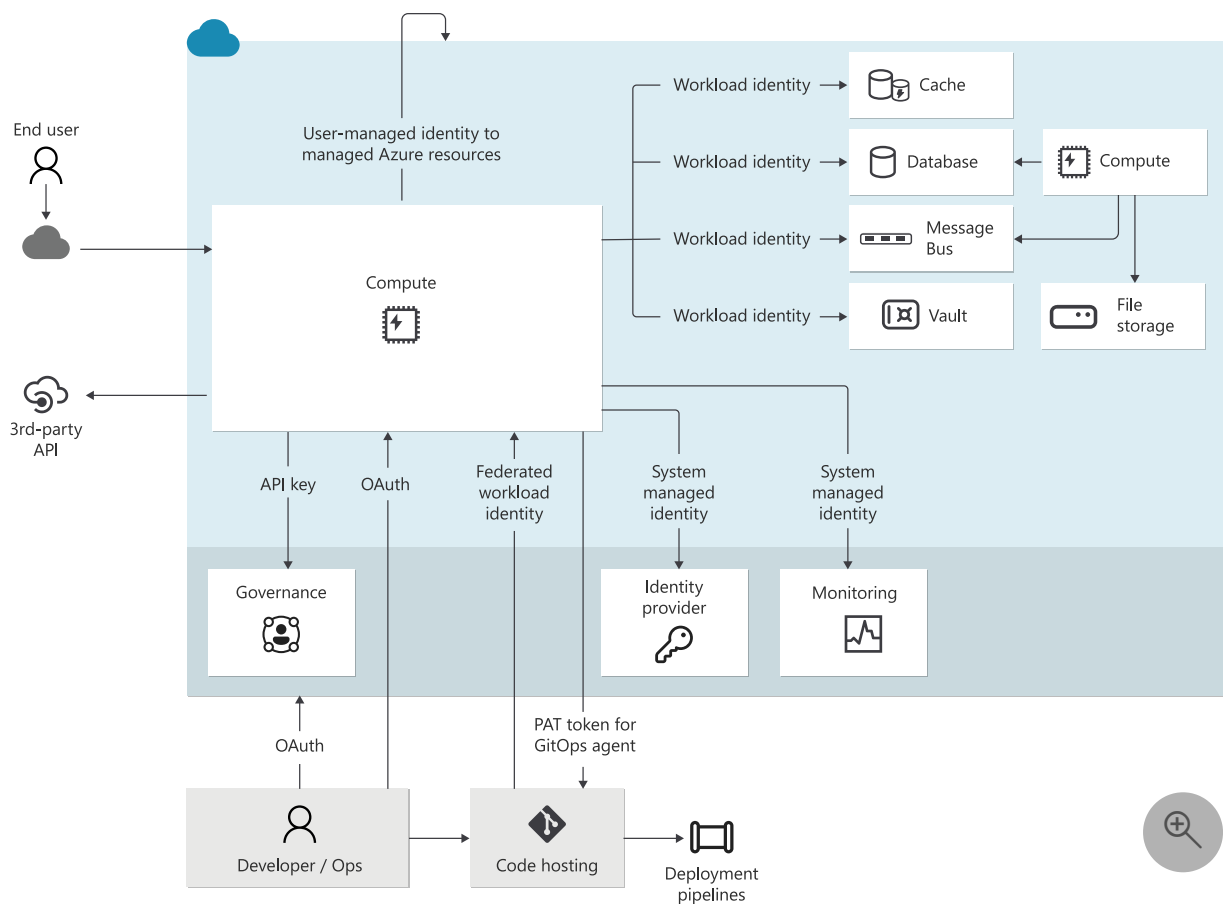 Workload identity
Cache
End user
User-managed identity to
managed Azure resources
Workload identity
Database
Compute
Workload identity
Message
Bus
Compute
Workload identity
Vault
File
storage
3rd-party
API
API key
OAuth
Federated
workload
identity
System
managed
identity
System
managed
identity
Governance
Identity
provider
Monitoring
OAuth
PAT token for
GitOps agent
Developer / Ops
Code hosting
Deployment
pipelines